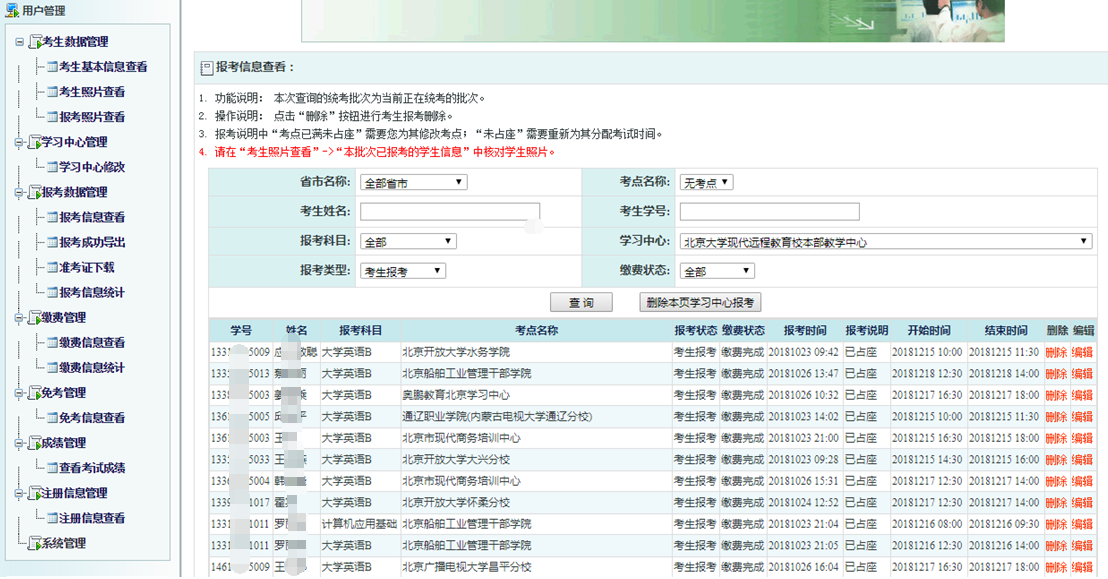 用户管理
考生数据管理
考生基本信息查看
考生照片查看
报考照片查看
学习中心管理
学习中心修改
报考数据管理
报考信息查看
报考成功导出
准考证下载
报考信息统计
缴费管理
缴费信息查看
缴费信息统计
免考管理
免考信息查看
成绩管理
查看考试成绩
注册信息管理
注册信息查看
系统管理
报考信息查看：
1. 功能说明： 本次查询的统考批次为当前正在统考的批次。
2. 操作说明： 点击“删除”按钮进行考生报考删除。
3. 报考说明中“考点已满未占座”需要您为其修改考点；“未占座”需要重新为其分配考试时间。
4. 请在“考生照片查看”->“本批次已报考的学生信息”中核对学生照片。
省市名称: 全部省市 考点名称: 无考点
考生姓名: 考生学号:
报考科目: 全部 学习中心: 北京大学现代远程教育校本部教学中心
报考类型: 考生报考 缴费状态: 全部
查 询 删除本页学习中心报考
学号 姓名 报考科目 考点名称 报考状态 缴费状态 报考时间 报考说明 开始时间 结束时间 删除 编辑
1331 5009 聪 大学英语B 北京开放大学水务学院 考生报考 缴费完成 20181023 09:42 已占座 20181215 10:00 20181215 11:30 删除 编辑
133 5013 大学英语B 北京船舶工业管理干部学院 考生报考 缴费完成 20181026 13:47 已占座 20181218 12:30 20181218 14:00 删除 编辑
133 5003 大学英语B 奥鹏教育北京学习中心 考生报考 缴费完成 20181026 10:32 已占座 20181217 16:30 20181217 18:00 删除 编辑
136 5005 平 大学英语B 通辽职业学院(内蒙古电视大学通辽分校) 考生报考 缴费完成 20181023 14:02 已占座 20181215 10:00 20181215 11:30 删除 编辑
136 5003 王 大学英语B 北京市现代商务培训中心 考生报考 缴费完成 20181023 21:00 已占座 20181215 16:30 20181215 18:00 删除 编辑
133 5033 王 大学英语B 北京开放大学大兴分校 考生报考 缴费完成 20181023 09:28 已占座 20181215 14:30 20181215 16:00 删除 编辑
133 5004 韩 大学英语B 北京市现代商务培训中心 考生报考 缴费完成 20181026 15:31 已占座 20181217 12:30 20181217 14:00 删除 编辑
133 1017 霍 大学英语B 北京开放大学怀柔分校 考生报考 缴费完成 20181024 12:52 已占座 20181217 12:30 20181217 14:00 删除 编辑
133 1011 罗 计算机应用基础 北京船舶工业管理干部学院 考生报考 缴费完成 20181023 21:04 已占座 20181216 08:00 20181216 09:30 删除 编辑
133 1011 罗 大学英语B 北京船舶工业管理干部学院 考生报考 缴费完成 20181023 21:05 已占座 20181216 12:30 20181216 14:00 删除 编辑
146 5009 王 大学英语B 北京广播电视大学昌平分校 考生报考 缴费完成 20181026 16:04 已占座 20181217 12:30 20181217 14:00 删除 编辑